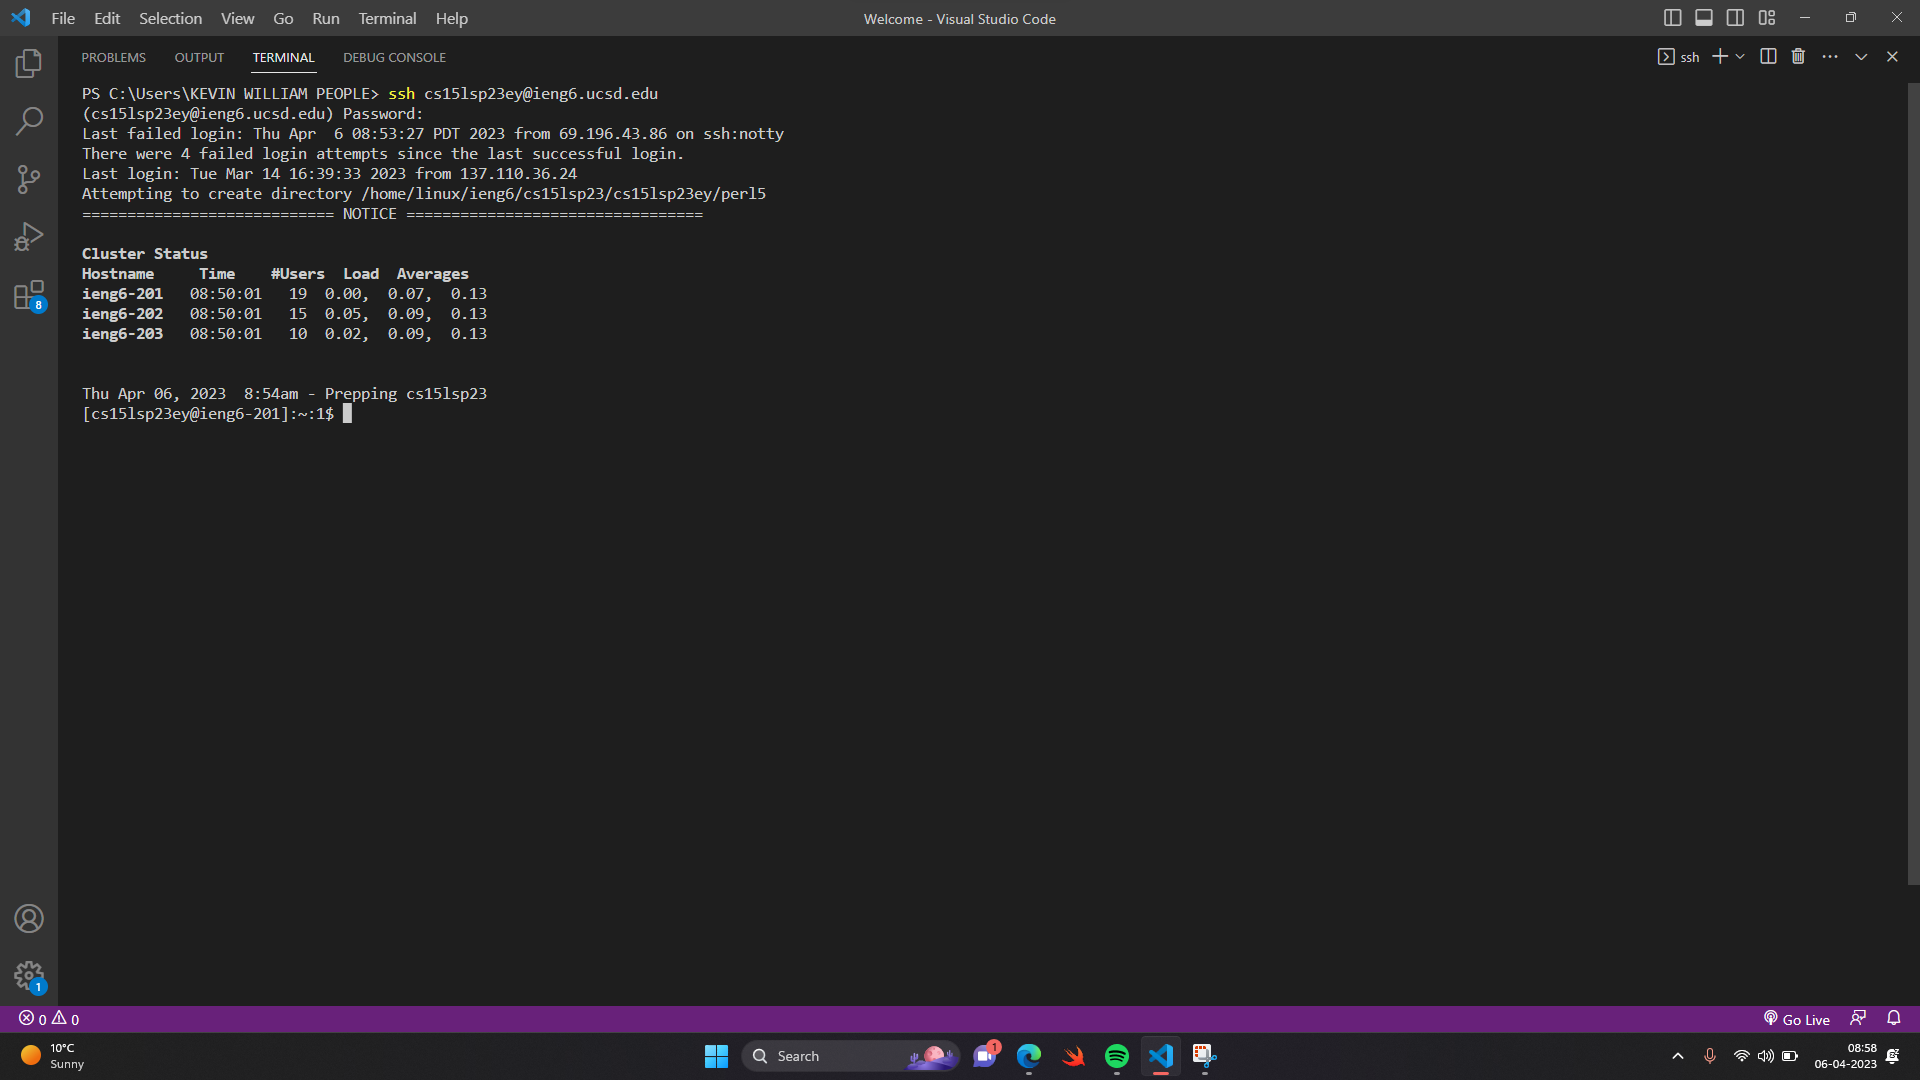 File Edit Selection View Go Run Terminal Help
Welcome - Visual Studio Code
PROBLEMS OUTPUT TERMINAL DEBUG CONSOLE
ssh
PS C:\Users\KEVIN WILLIAM PEOPLE> ssh cs15lsp23ey@ieng6.ucsd.edu
(cs15lsp23ey@ieng6.ucsd.edu) Password:
Last failed login: Thu Apr  6 08:53:27 PDT 2023 from 69.196.43.86 on ssh:notty
There were 4 failed login attempts since the last successful login.
Last login: Tue Mar 14 16:39:33 2023 from 137.110.36.24
Attempting to create directory /home/linux/ieng6/cs15lsp23/cs15lsp23ey/perl5
============================ NOTICE =================================
Cluster Status
Hostname     Time    #Users  Load  Averages
ieng6-201   08:50:01   19  0.00,  0.07,  0.13
ieng6-202   08:50:01   15  0.05,  0.09,  0.13
ieng6-203   08:50:01   10  0.02,  0.09,  0.13
Thu Apr 06, 2023  8:54am - Prepping cs15lsp23
[cs15lsp23ey@ieng6-201]:~:1$
8
1
0 0
Go Live
10°C
Sunny
Search
1
08:58
06-04-2023